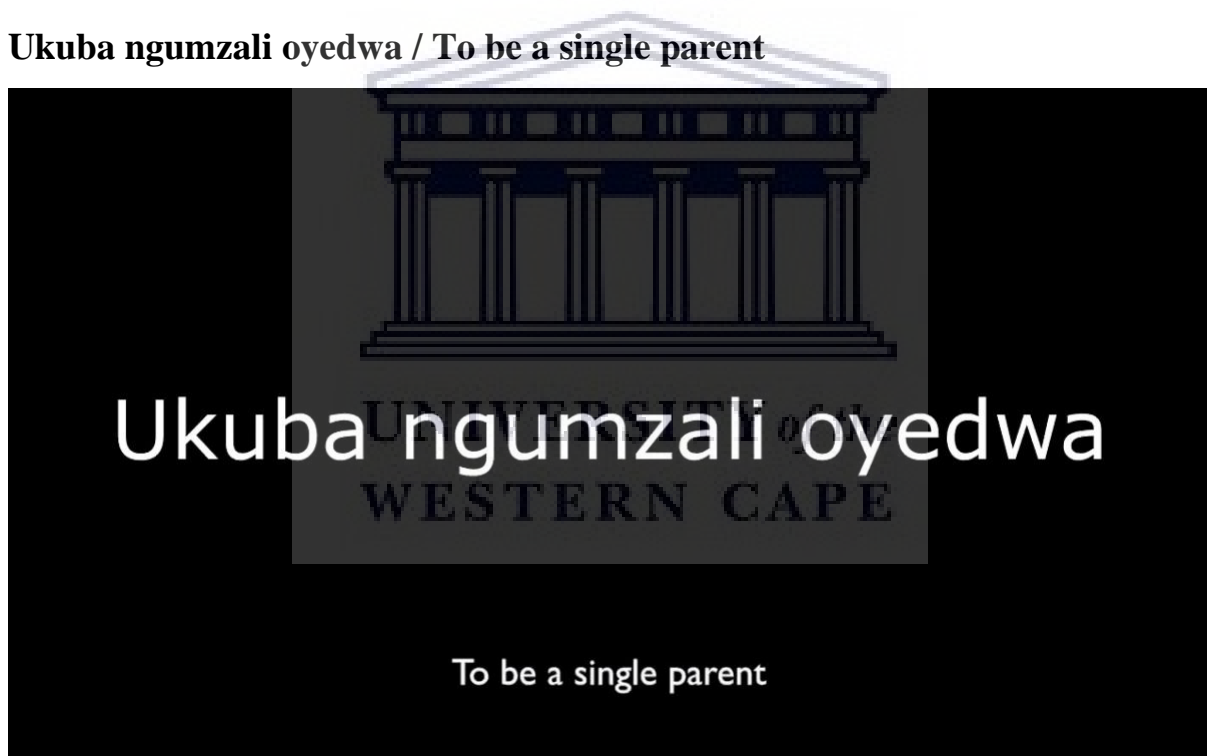 Ukuba ngumzali oyedwa / To be a single parent
Ukuba ngumzali oyedwa
UNIVERSITY of the
WESTERN CAPE
To be a single parent